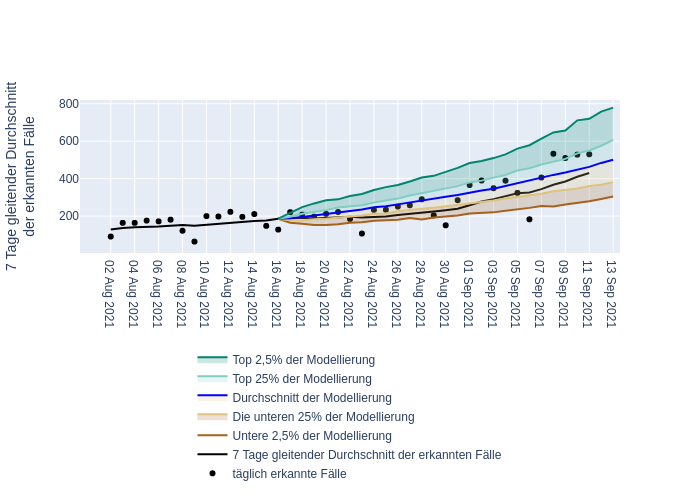 7 Tage gleitender Durchschnitt
der erkannten Fälle
800
600
400
200
02 Aug 2021
04 Aug 2021
06 Aug 2021
08 Aug 2021
10 Aug 2021
12 Aug 2021
14 Aug 2021
16 Aug 2021
18 Aug 2021
20 Aug 2021
22 Aug 2021
24 Aug 2021
26 Aug 2021
28 Aug 2021
30 Aug 2021
01 Sep 2021
03 Sep 2021
05 Sep 2021
07 Sep 2021
09 Sep 2021
11 Sep 2021
13 Sep 2021
Top 2,5% der Modellierung
Top 25% der Modellierung
Durchschnitt der Modellierung
Die unteren 25% der Modellierung
Untere 2,5% der Modellierung
7 Tage gleitender Durchschnitt der erkannten Fälle
täglich erkannte Fälle